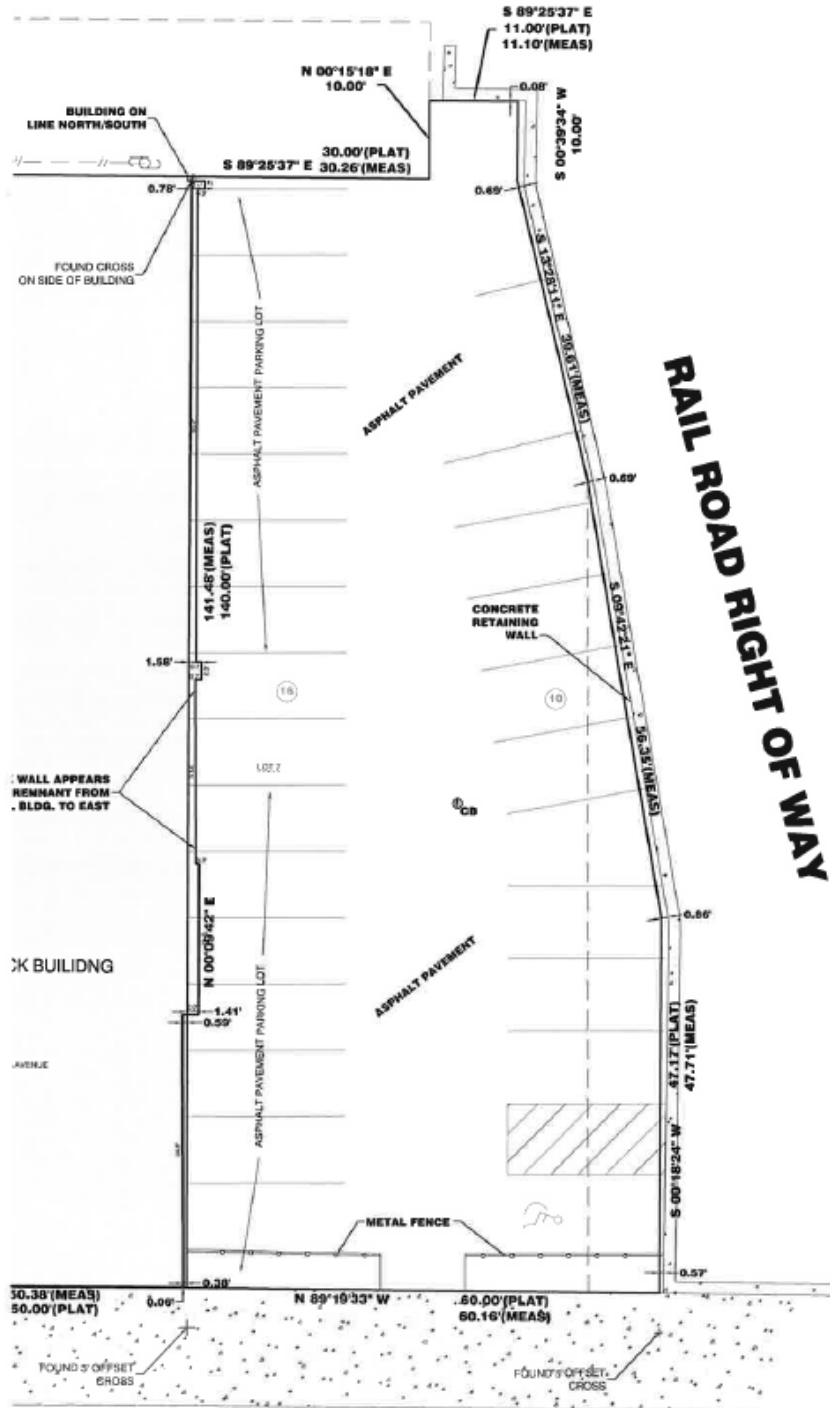 S 89°25'37" E
11.00'(PLAT)
11.10'(MEAS)
N 00°15'18" E
10.00'
0.08'
S 00°39'34" W
10.00'
BUILDING ON
LINE NORTH/SOUTH
30.00'(PLAT)
S 89°25'37" E 30.26'(MEAS)
0.78'
0.69'
FOUND CROSS
ON SIDE OF BUILDING
S 13°28'11" E 39.61'(MEAS)
ASPHALT PAVEMENT PARKING LOT
ASPHALT PAVEMENT
RAIL ROAD RIGHT OF WAY
0.69'
141.48'(MEAS)
140.00'(PLAT)
S 09°42'21" E
56.35'(MEAS)
CONCRETE
RETAINING
WALL
1.58'
16
10
WALL APPEARS
REMNANT FROM
. BLDG. TO EAST
CB
N 00°09'42" E
0.86'
CK BUILIDNG
ASPHALT PAVEMENT
1.41'
0.59'
47.17'(PLAT)
47.71'(MEAS)
S 00°18'24" W
AVENUE
ASPHALT PAVEMENT PARKING LOT
METAL FENCE
0.38'
0.57'
50.38'(MEAS)
50.00'(PLAT)
0.06'
N 89°19'33" W
60.00'(PLAT)
60.16'(MEAS)
FOUND 5' OFFSET
CROSS
FOUND 5' OFFSET
CROSS